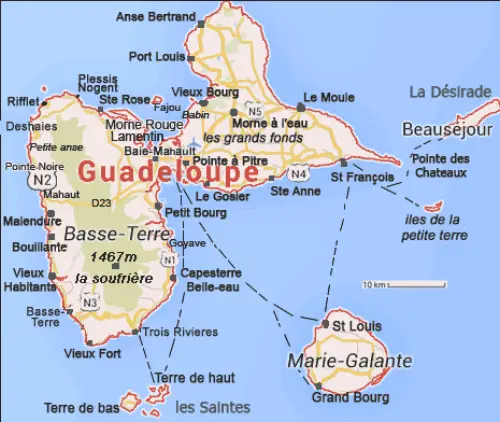 Anse Bertrand
Port Louis
Plessis
Nogent
Vieux Bourg
La Désirade
Rifflet
Ste Rose
Fajou
Babin
N5
Le Moule
Morne Rouge
Morne à l'eau
Beauséjour
Deshaies
Lamentin
les grands fonds
Petite anae
Baie-Mahault
Pointe à Pitre
Pointe des
Chateaux
Pointe-Noire
Guadeloupe
N4
St François
N2
Mahaut
Le Gosier
Ste Anne
D23
Petit Bourg
iles de la
petite terre
Malendure
Basse-Terre
Bouillante
Goyave
1467m
N1
Vieux
Habitants
la soufrière
Capesterre
Belle-eau
10 km
N3
Basse-
Terre
Trois Rivieres
St Louis
Vieux Fort
Marie-Galante
Terre de haut
Grand Bourg
Terre de bas
les Saintes